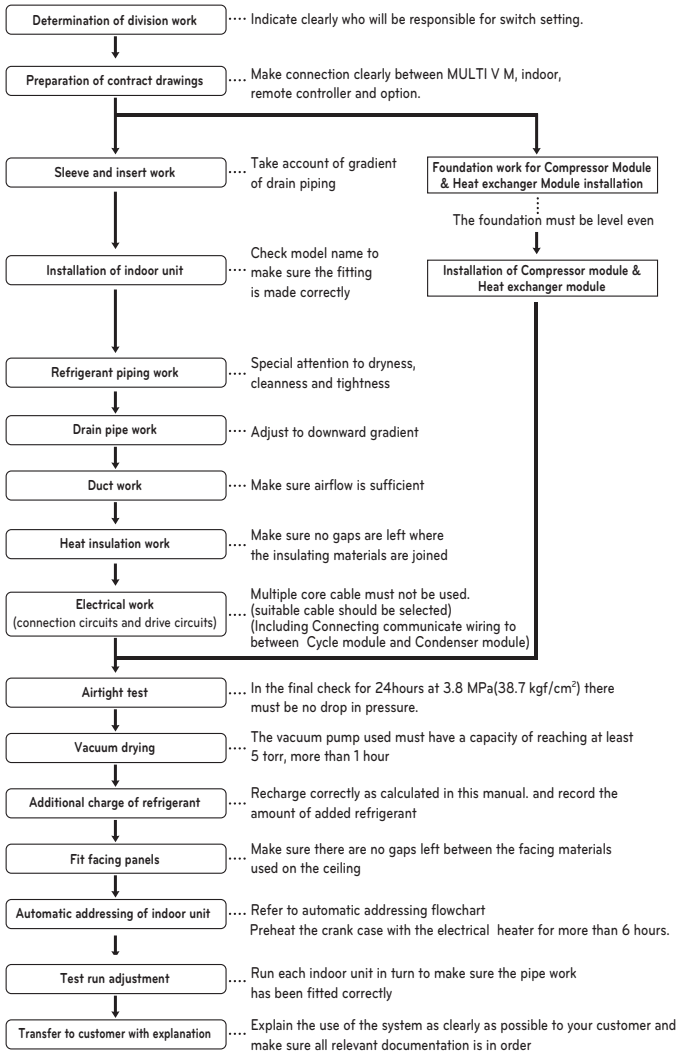 Determination of division work
···· Indicate clearly who will be responsible for switch setting.
Preparation of contract drawings
···· Make connection clearly between MULTI V M, indoor,
remote controller and option.
Sleeve and insert work
···· Take account of gradient
of drain piping
Foundation work for Compressor Module
& Heat exchanger Module installation
The foundation must be level even
Installation of indoor unit
···· Check model name to
make sure the fitting
is made correctly
Installation of Compressor module &
Heat exchanger module
Refrigerant piping work
···· Special attention to dryness,
cleanness and tightness
Drain pipe work
···· Adjust to downward gradient
Duct work
···· Make sure airflow is sufficient
Heat insulation work
···· Make sure no gaps are left where
the insulating materials are joined
Electrical work
(connection circuits and drive circuits)
···· Multiple core cable must not be used.
(suitable cable should be selected)
(Including Connecting communicate wiring to
between Cycle module and Condenser module)
Airtight test
···· In the final check for 24hours at 3.8 MPa(38.7 kgf/cm²) there
must be no drop in pressure.
Vacuum drying
···· The vacuum pump used must have a capacity of reaching at least
5 torr, more than 1 hour
Additional charge of refrigerant
···· Recharge correctly as calculated in this manual. and record the
amount of added refrigerant
Fit facing panels
···· Make sure there are no gaps left between the facing materials
used on the ceiling
Automatic addressing of indoor unit
···· Refer to automatic addressing flowchart
Preheat the crank case with the electrical heater for more than 6 hours.
Test run adjustment
···· Run each indoor unit in turn to make sure the pipe work
has been fitted correctly
Transfer to customer with explanation
···· Explain the use of the system as clearly as possible to your customer and
make sure all relevant documentation is in order